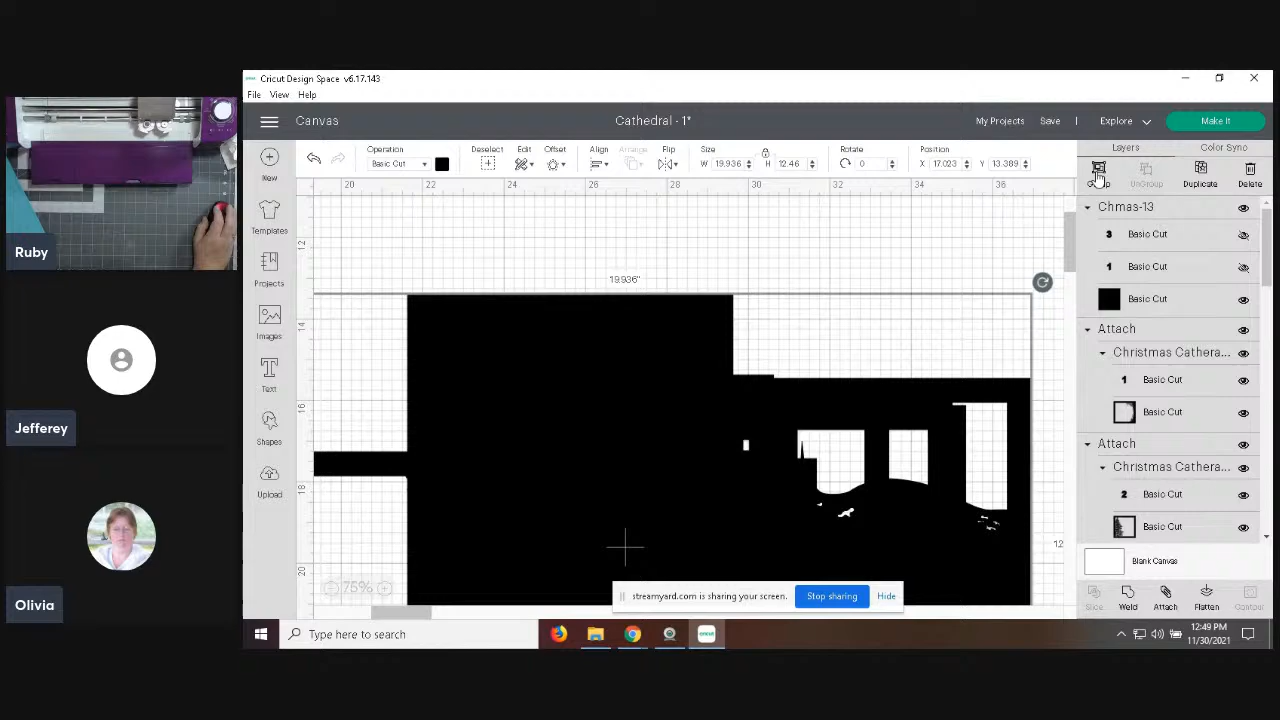 Cricut Design Space v6.17.143
File View Help
Canvas
Cathedral - 1*
My Projects Save | Explore Make It
Operation
Basic Cut
Deselect Edit Offset Align Arrange Flip
Size
W 19.936 H 12.46
Rotate
0
Position
X 17.023 Y 13.389
Layers Color Sync
UnGroup Duplicate Delete
New
Templates
Projects
Images
Text
Shapes
Upload
20 22 24 26 28 30 32 34 36
12
14
16
18
20
19.936"
12
75%
Chmas-13
3 Basic Cut
1 Basic Cut
Basic Cut
Attach
Christmas Cathera...
1 Basic Cut
Basic Cut
Attach
Christmas Cathera...
2 Basic Cut
Basic Cut
Blank Canvas
Slice Attach Flatten Contour
streamyard.com is sharing your screen. Stop sharing Hide
Type here to search
cricut
12:49 PM
11/30/2021
Ruby
Jefferey
Olivia